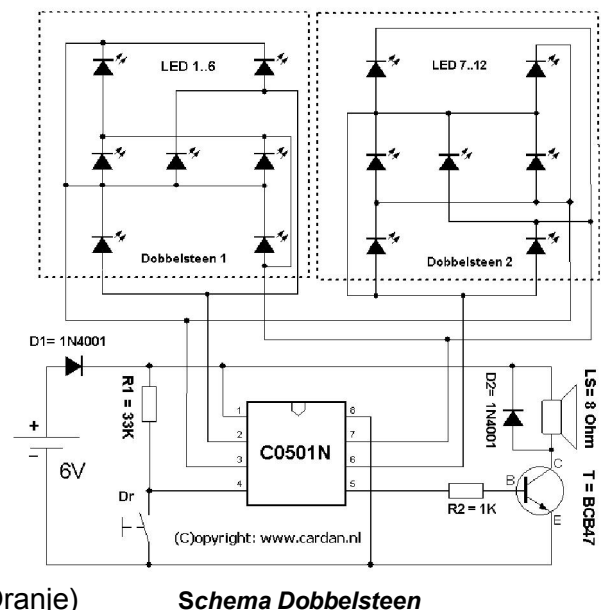 LED 1..6
LED 7..12
Dobbelsteen 1
Dobbelsteen 2
D1= 1N4001
R1 = 33K
+
6V
Dr
1
2
3
4
C0501N
8
7
6
5
D2= 1N4001
LS= 8 Ohm
B
C
E
T = BCB47
R2 = 1K
(C)opyright: www.cardan.nl
Oranje)
Schema Dobbelsteen